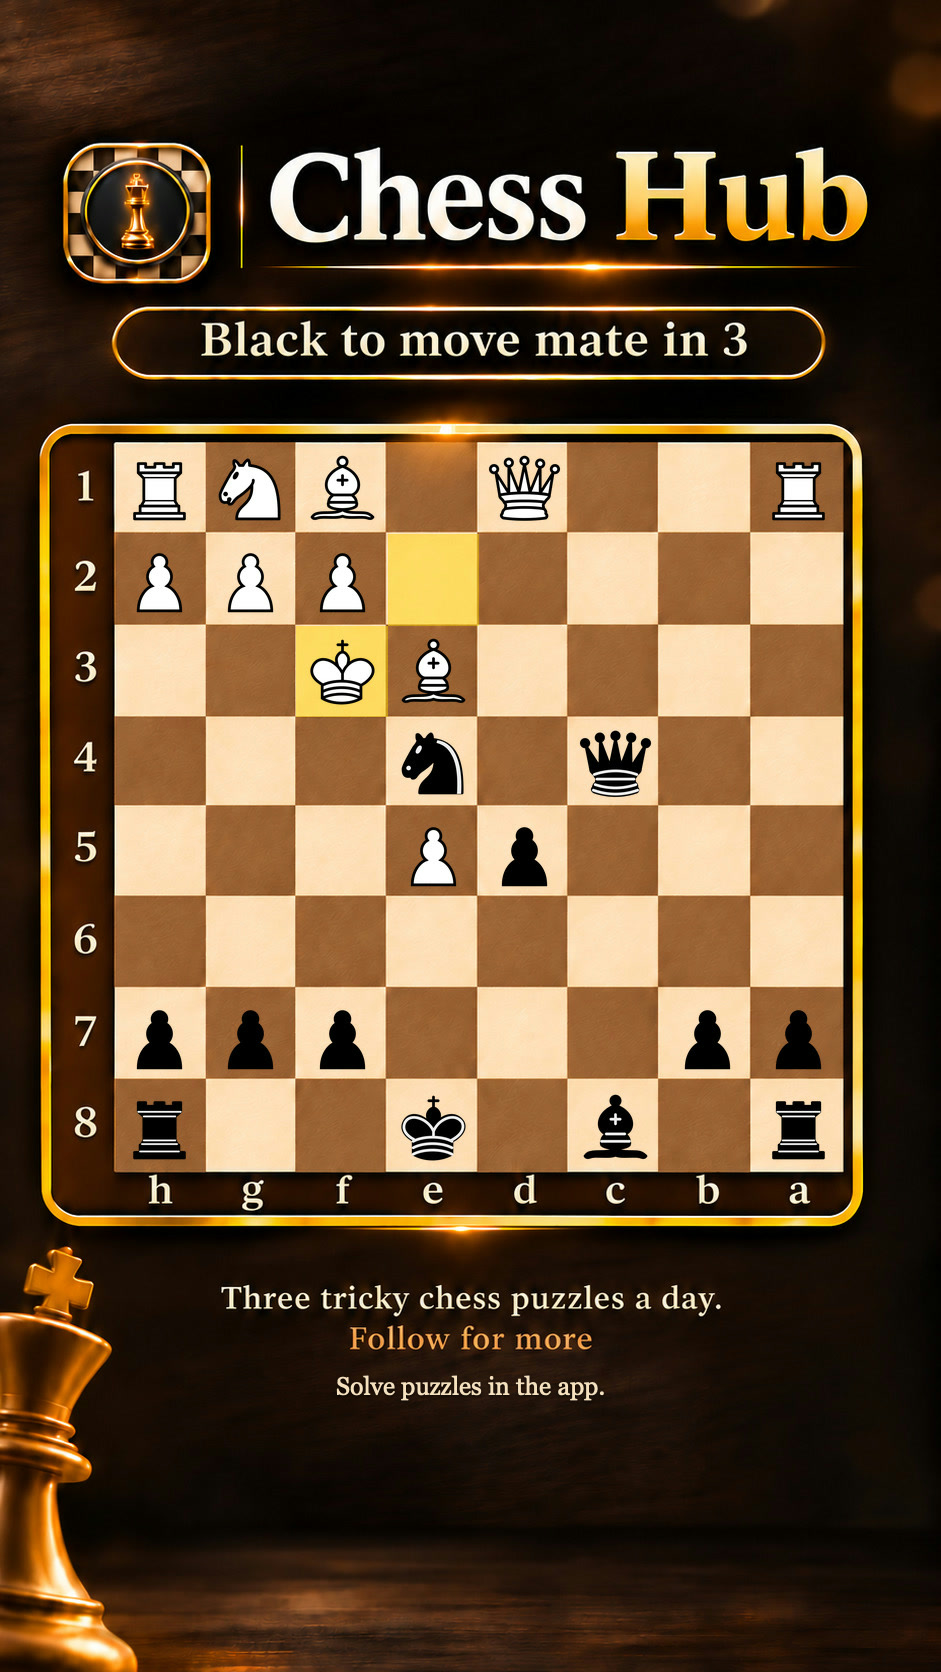 Chess Hub
Black to move mate in 3
1
2
3
4
5
6
7
8
h g f e d c b a
Three tricky chess puzzles a day.
Follow for more
Solve puzzles in the app.